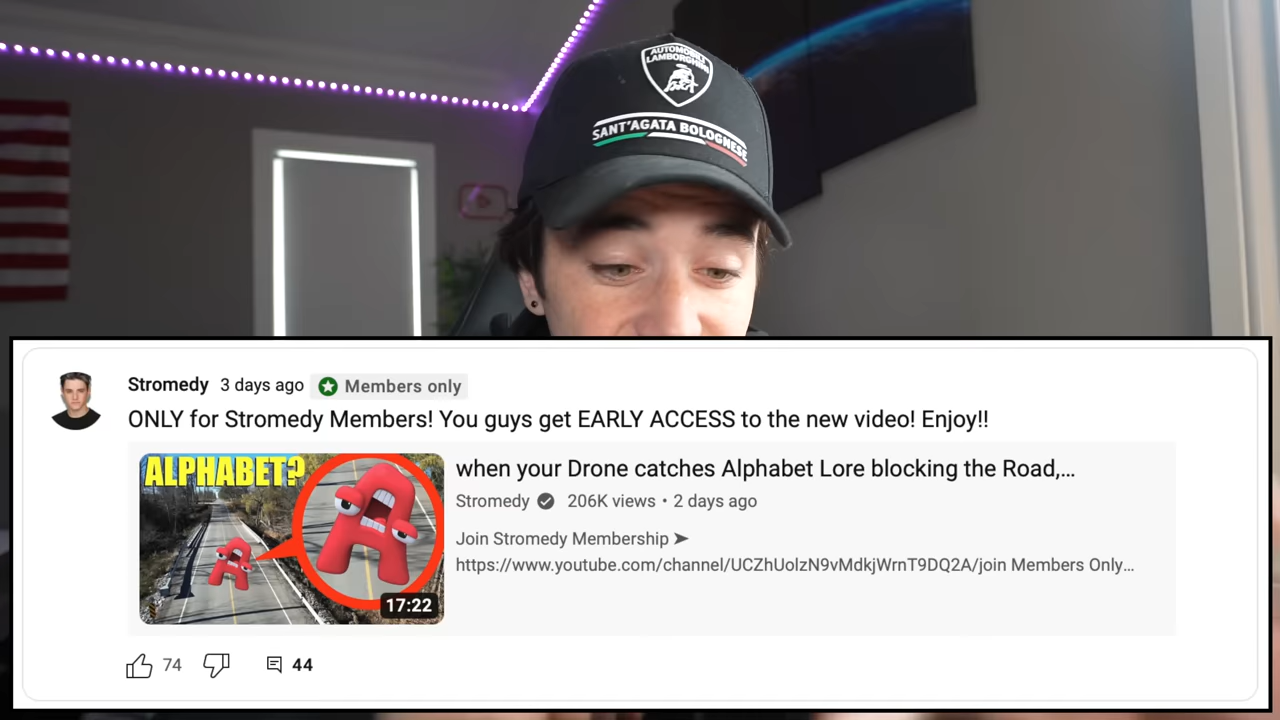 AUTOMOBILI
LAMBORGHINI
SANT'AGATA BOLOGNESE
Stromedy 3 days ago Members only
ONLY for Stromedy Members! You guys get EARLY ACCESS to the new video! Enjoy!!
ALPHABET?
17:22
when your Drone catches Alphabet Lore blocking the Road,...
Stromedy 206K views • 2 days ago
Join Stromedy Membership ➤
https://www.youtube.com/channel/UCZhUolzN9vMdkjWrnT9DQ2A/join Members Only...
74 44